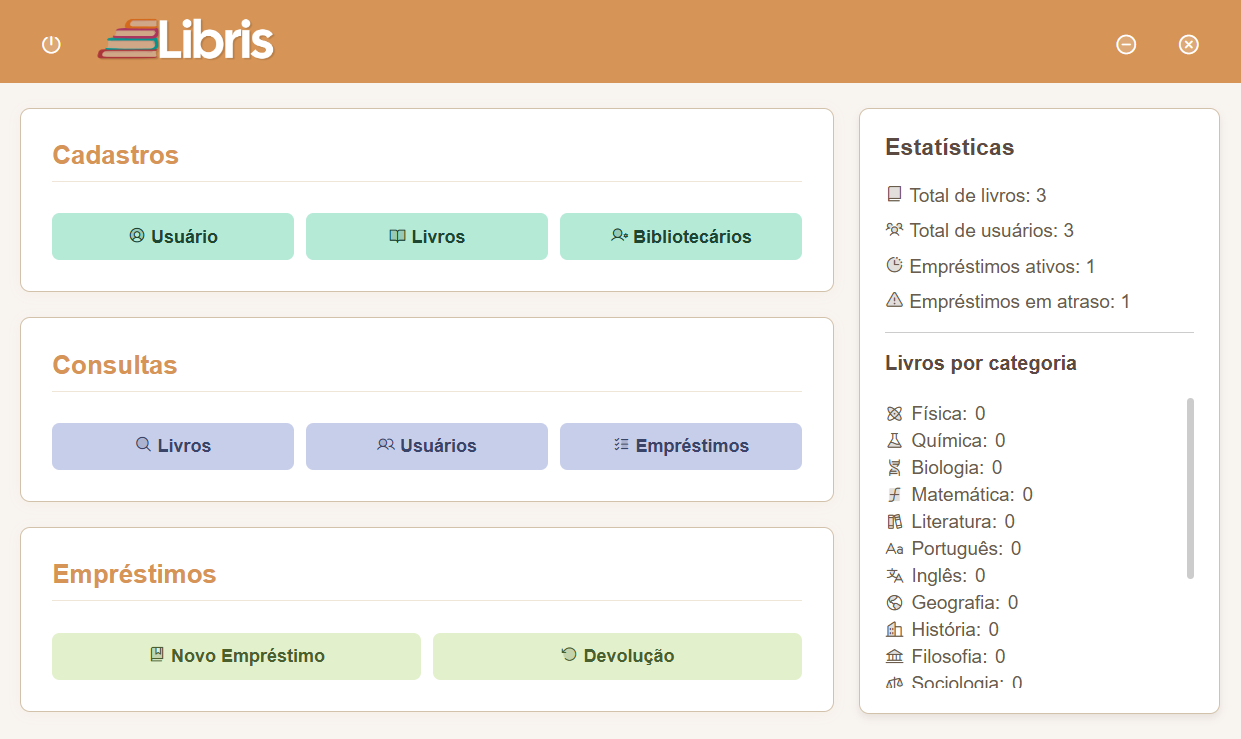 Libris
Cadastros
Usuário
Livros
Bibliotecários
Consultas
Livros
Usuários
Empréstimos
Empréstimos
Novo Empréstimo
Devolução
Estatísticas
Total de livros: 3
Total de usuários: 3
Empréstimos ativos: 1
Empréstimos em atraso: 1
Livros por categoria
Física: 0
Química: 0
Biologia: 0
Matemática: 0
Literatura: 0
Português: 0
Inglês: 0
Geografia: 0
História: 0
Filosofia: 0
Sociologia: 0